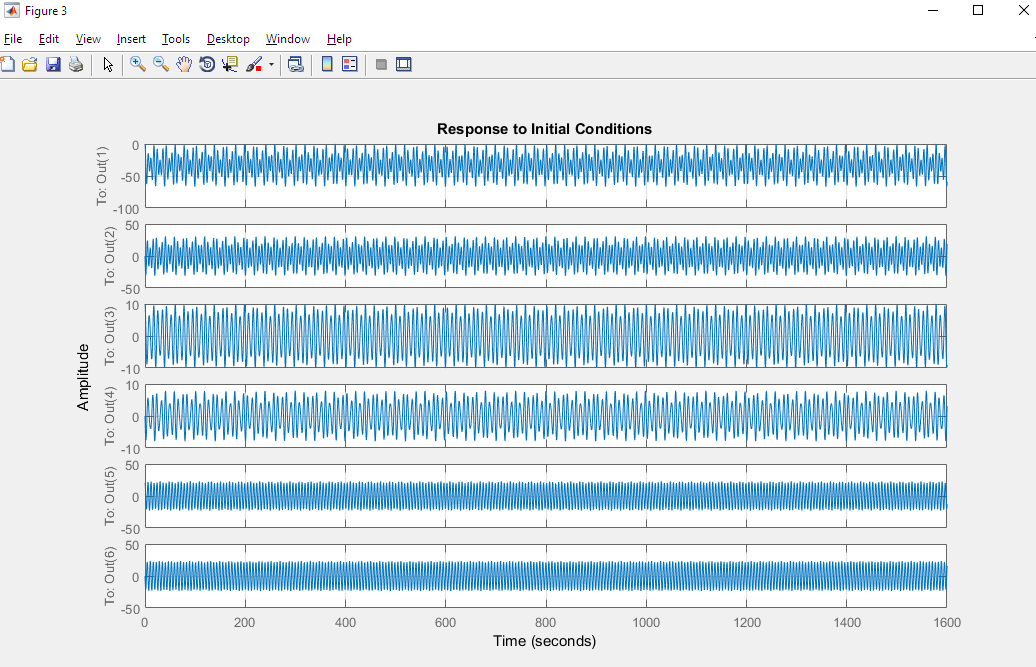 Figure 3
File Edit View Insert Tools Desktop Window Help
Response to Initial Conditions
To: Out(1)
0
-50
-100
To: Out(2)
50
0
-50
To: Out(3)
10
0
-10
Amplitude
To: Out(4)
10
0
-10
To: Out(5)
50
0
-50
To: Out(6)
50
0
-50
0 200 400 600 800 1000 1200 1400 1600
Time (seconds)